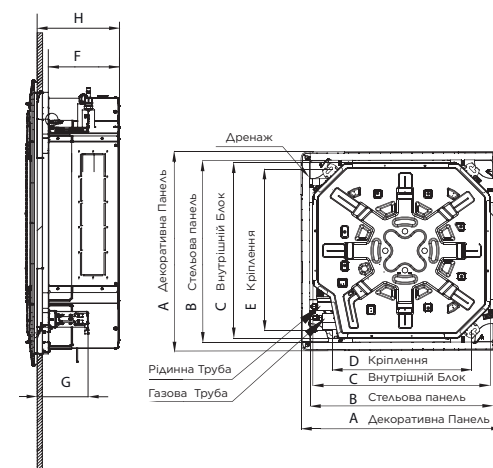 H
F
G
Дренаж
A Декоративна Панель
B Стельова панель
C Внутрішній Блок
E Кріплення
Рідинна Труба
Газова Труба
D Кріплення
C Внутрішній Блок
B Стельова панель
A Декоративна Панель